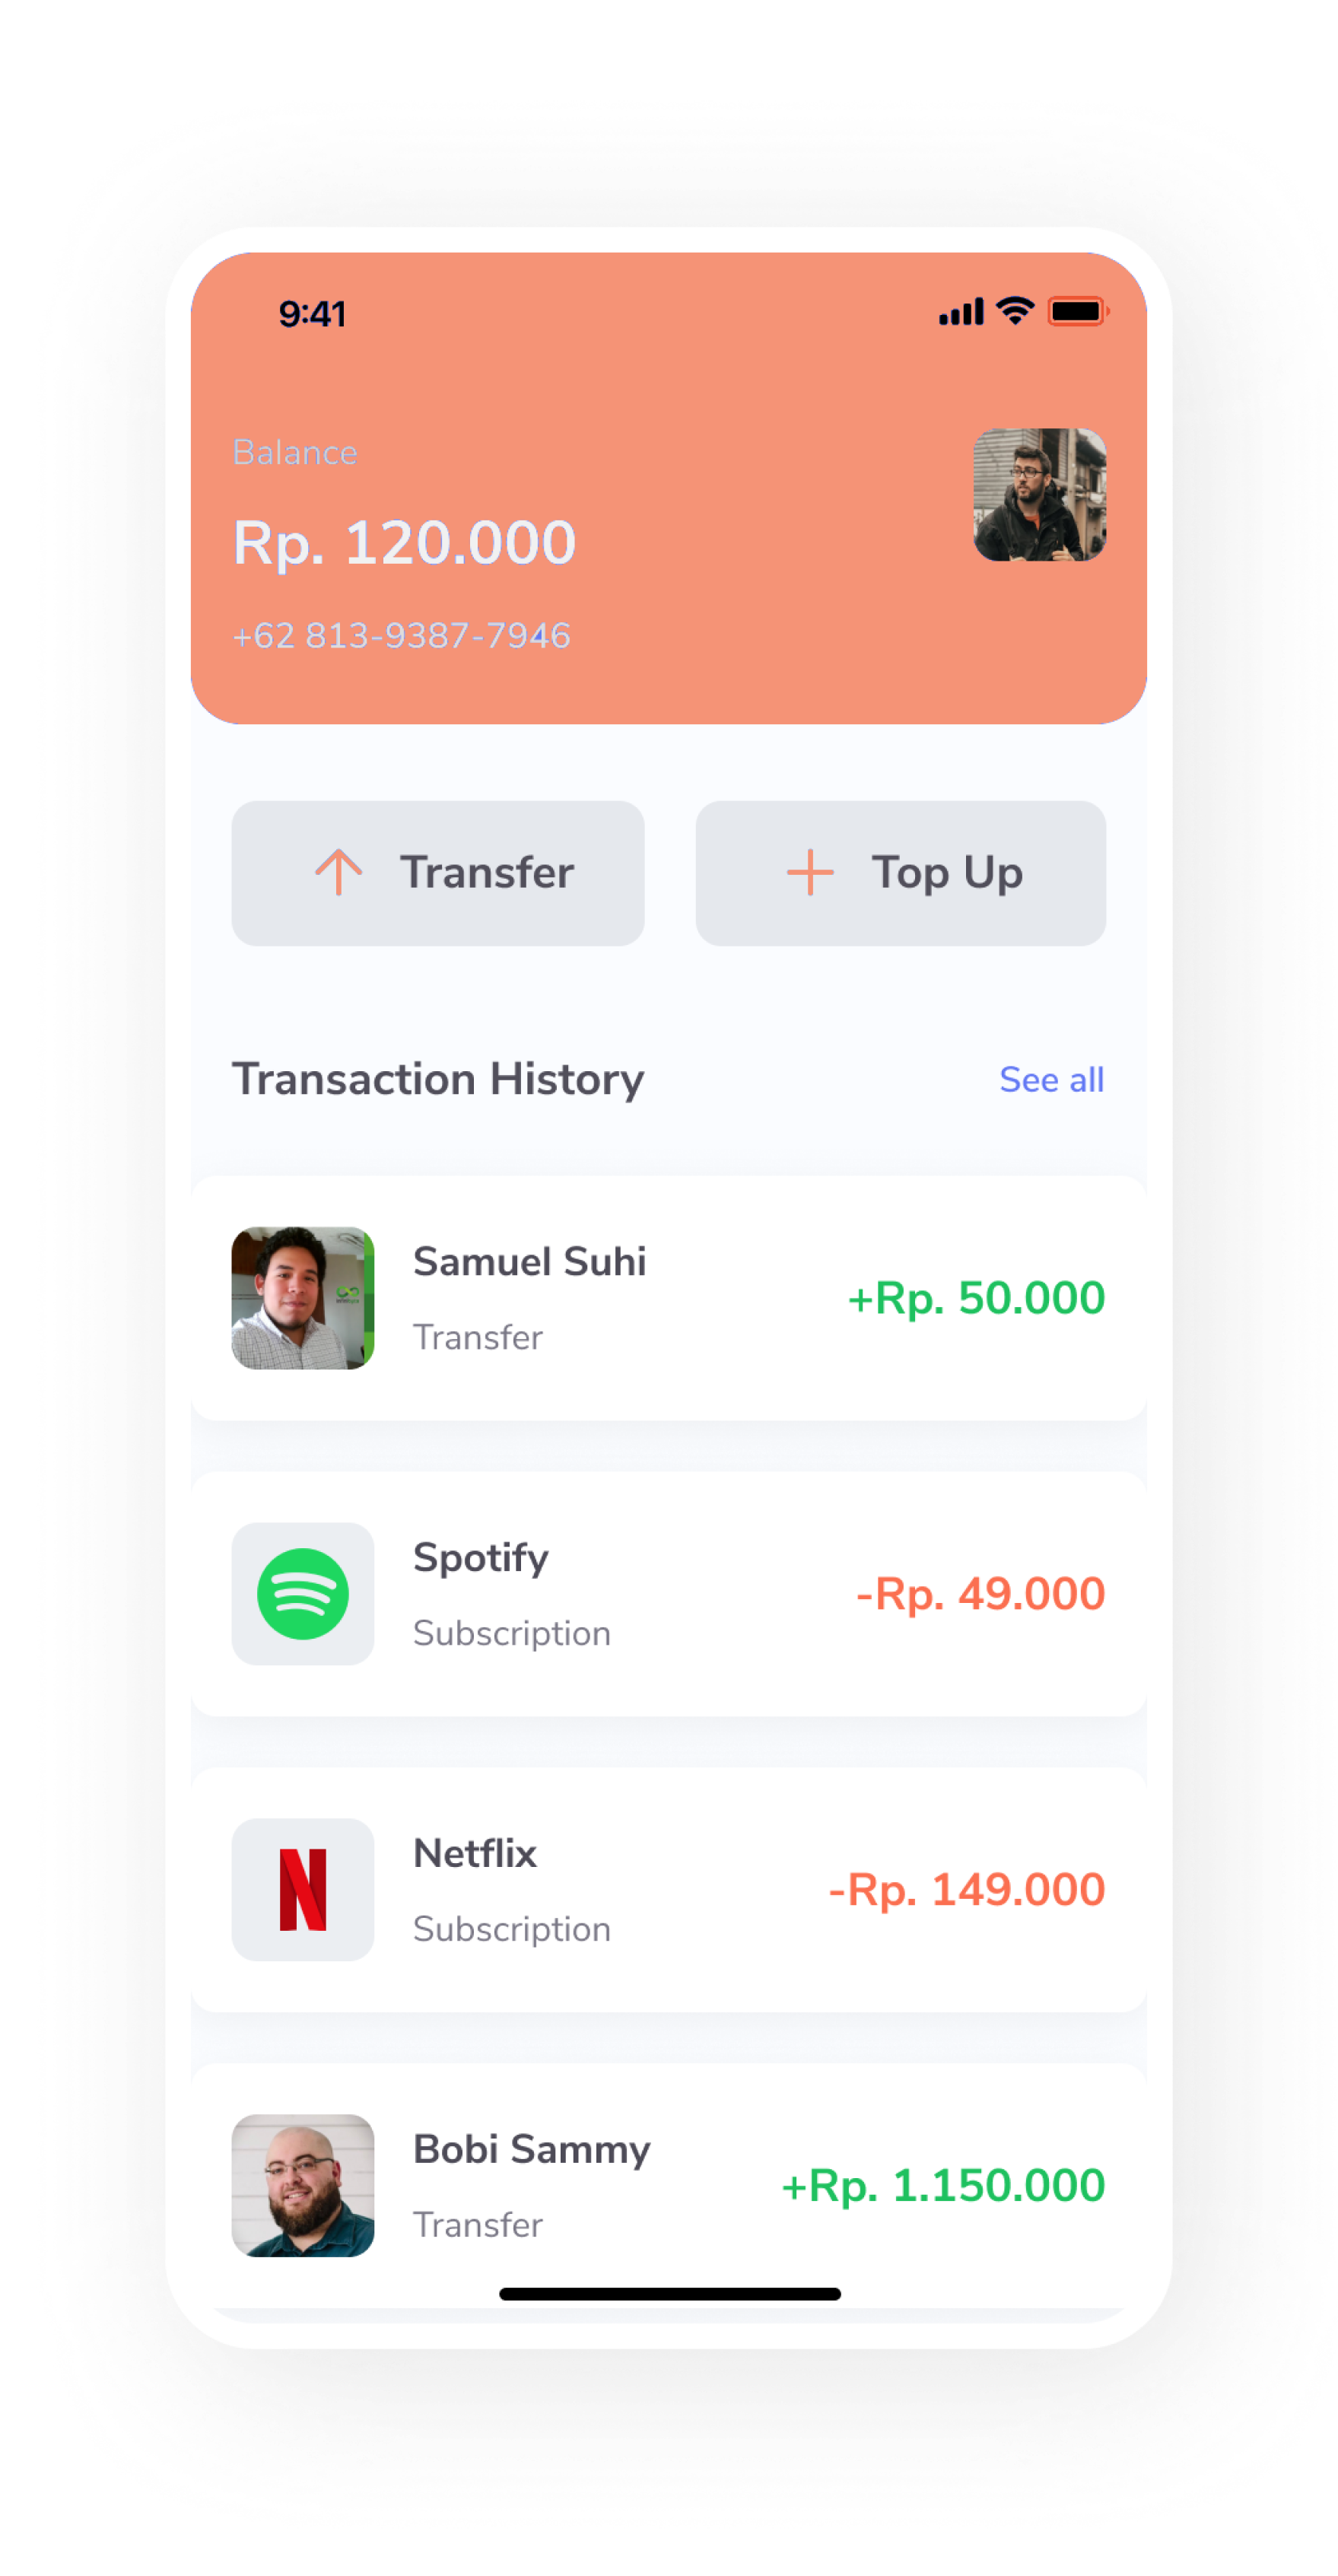 9:41
Balance
Rp. 120.000
+62 813-9387-7946
Transfer
Top Up
Transaction History
See all
Samuel Suhi
+Rp. 50.000
Transfer
Spotify
-Rp. 49.000
Subscription
Netflix
-Rp. 149.000
Subscription
Bobi Sammy
+Rp. 1.150.000
Transfer